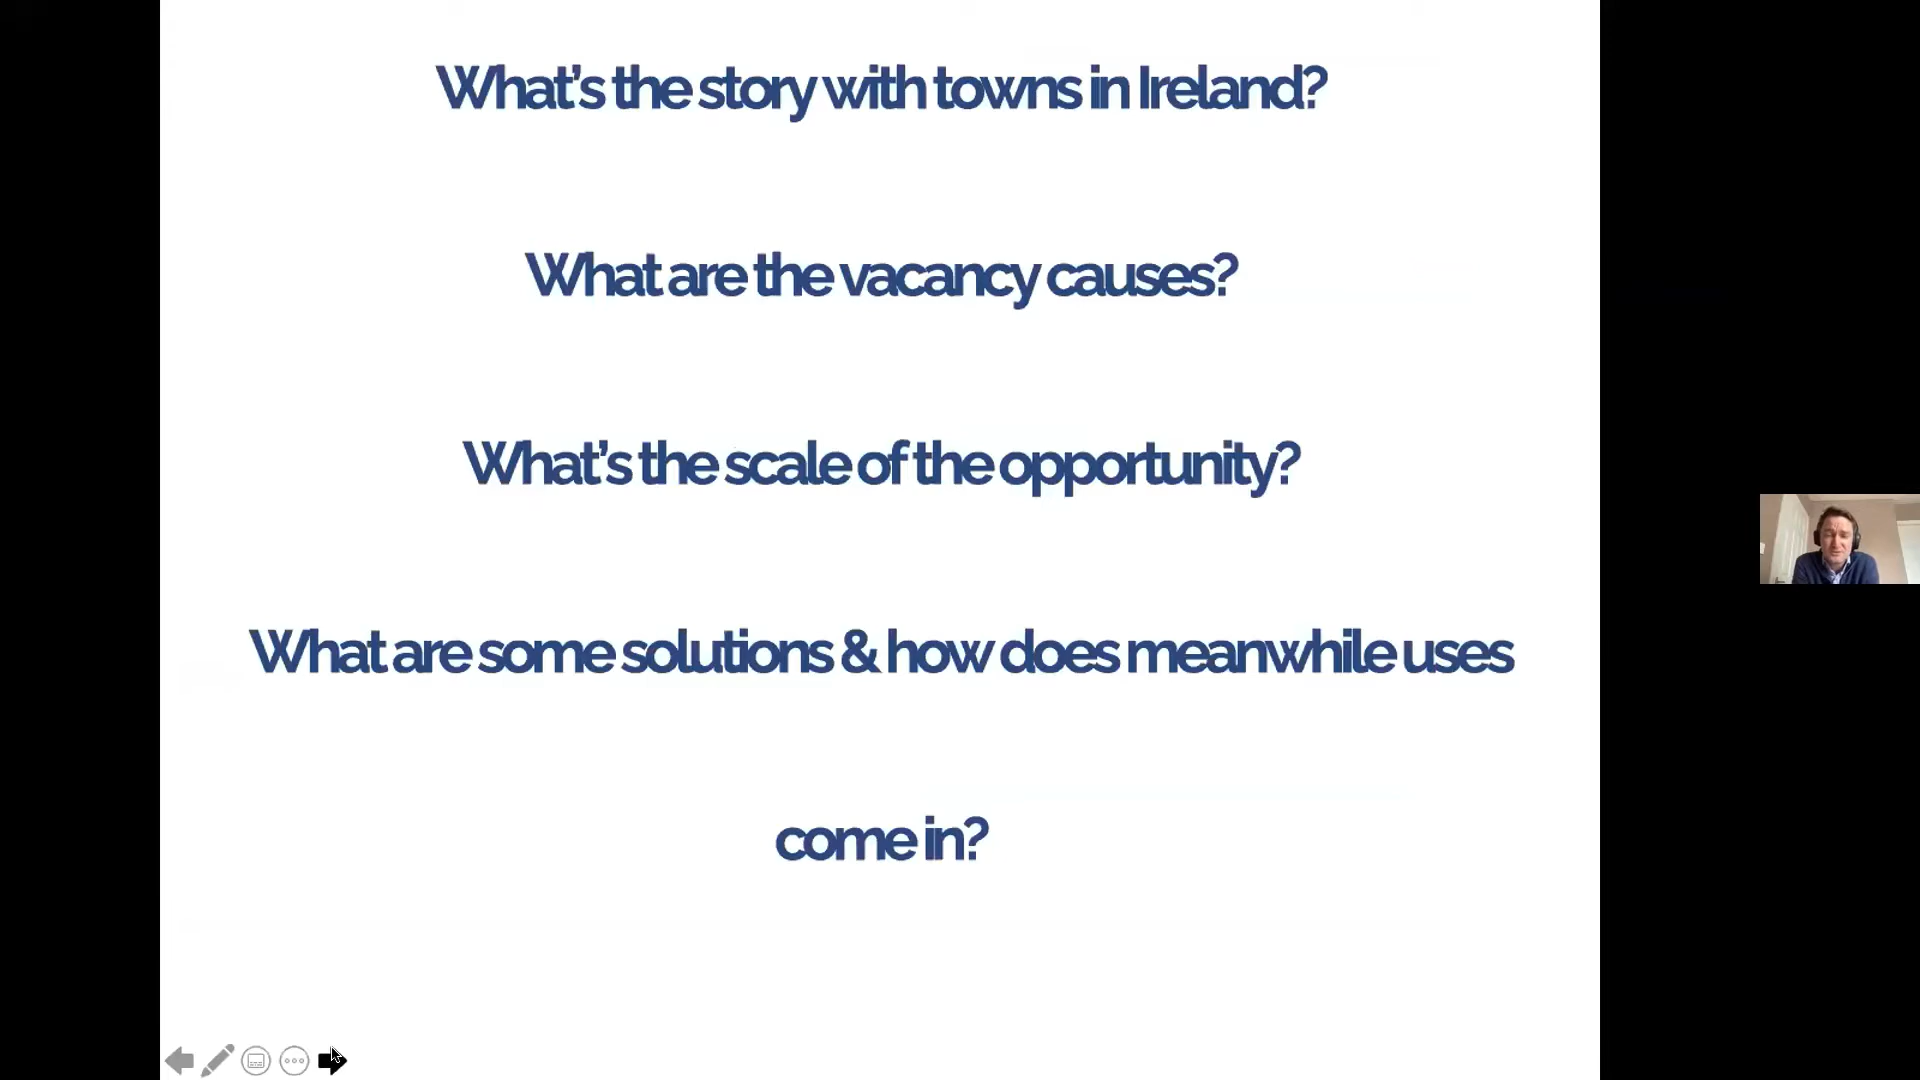 What's the story with towns in Ireland?
What are the vacancy causes?
What's the scale of the opportunity?
What are some solutions & how does meanwhile uses
come in?